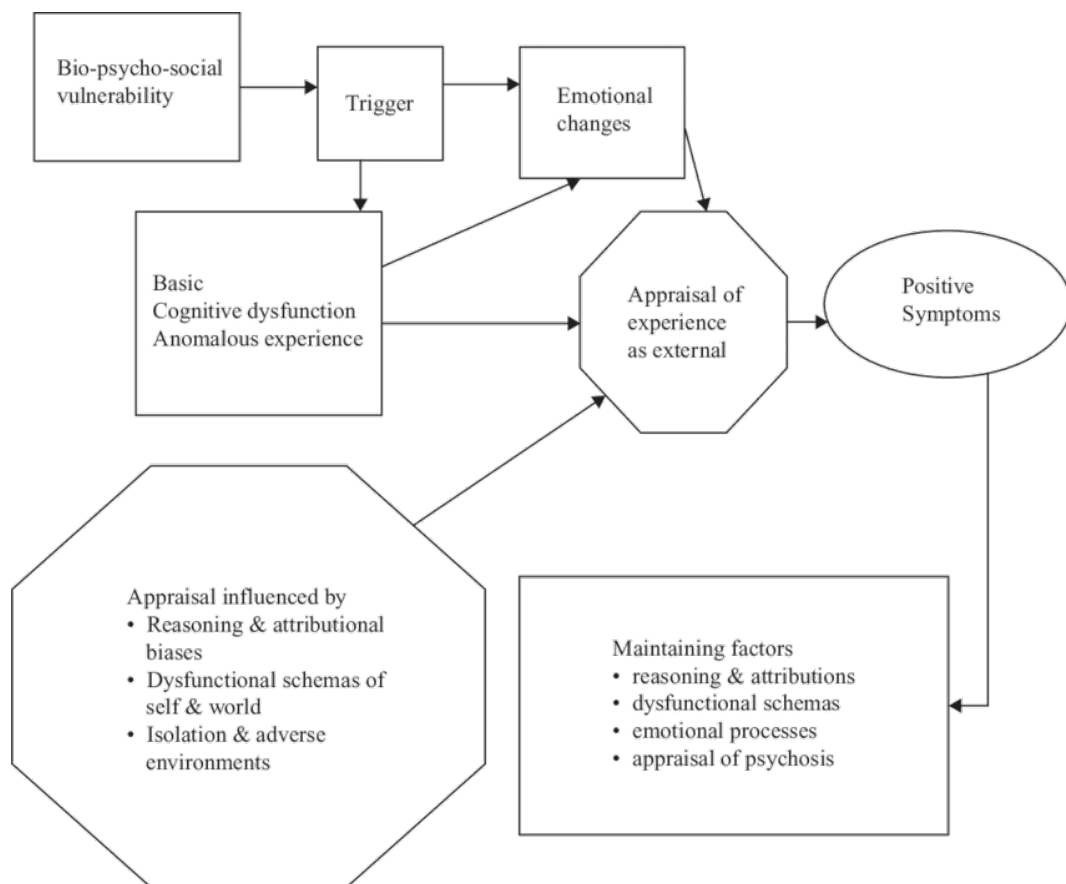 Bio-psycho-social
vulnerability
Trigger
Emotional
changes
Basic
Cognitive dysfunction
Anomalous experience
Appraisal of
experience
as external
Positive
Symptoms
Appraisal influenced by
• Reasoning & attributional
biases
• Dysfunctional schemas of
self & world
• Isolation & adverse
environments
Maintaining factors
• reasoning & attributions
• dysfunctional schemas
• emotional processes
• appraisal of psychosis